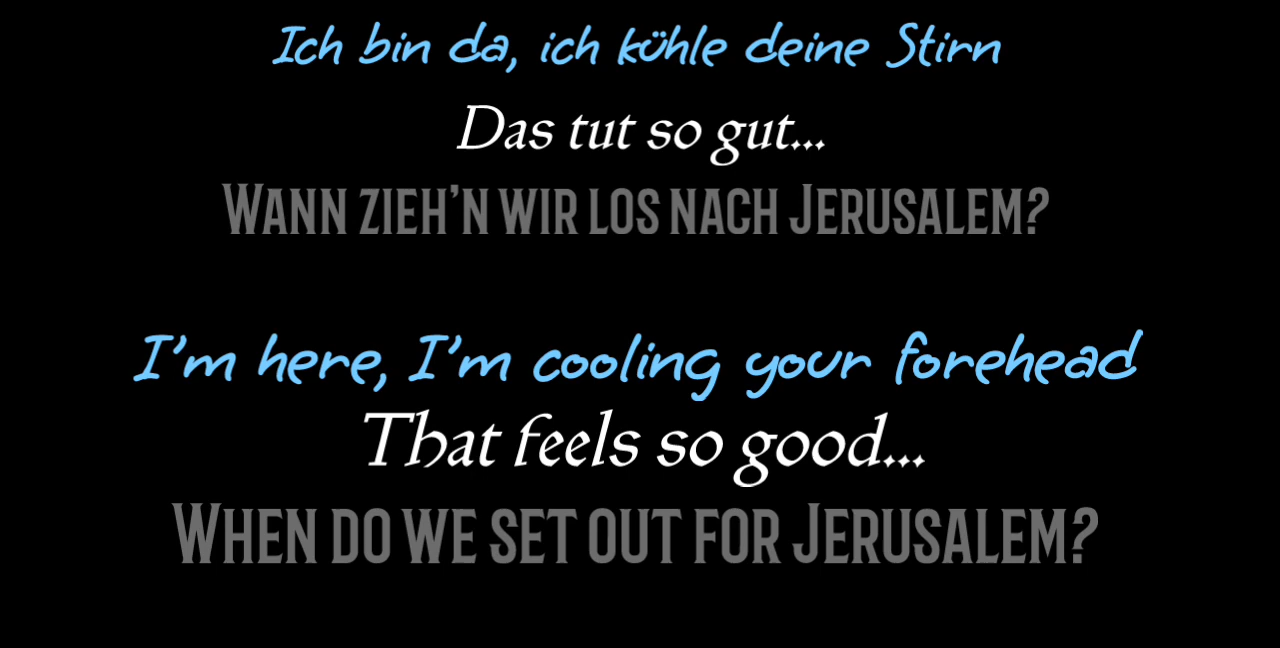 Ich bin da, ich kühle deine Stirn
Das tut so gut...
Wann zieh'n wir los nach Jerusalem?
I'm here, I'm cooling your forehead
That feels so good...
When do we set out for Jerusalem?